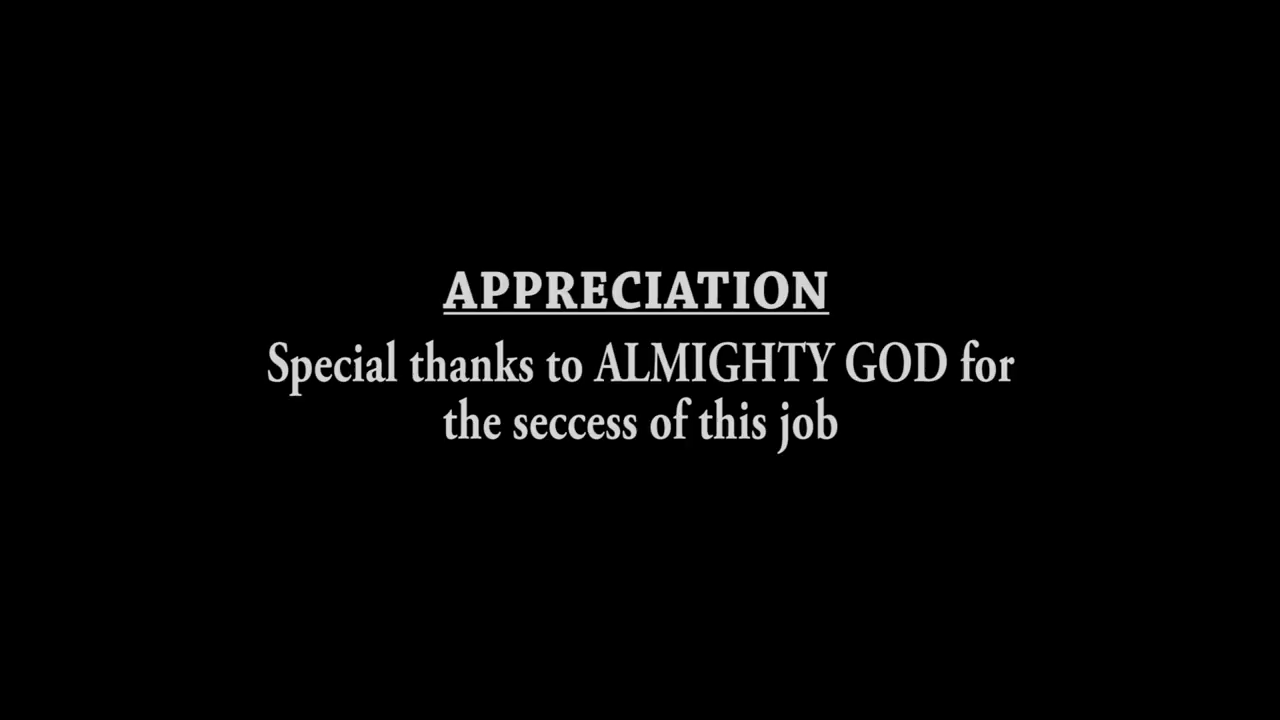 APPRECIATION
Special thanks to ALMIGHTY GOD for
the seccess of this job